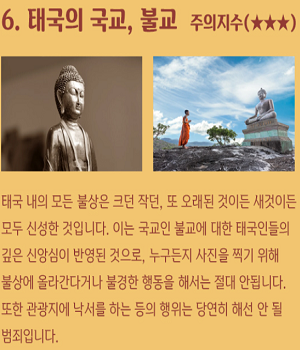 6. 태국의 국교, 불교 주의지수(★★★)
태국 내의 모든 불상은 크던 작던, 또 오래된 것이든 새것이든
모두 신성한 것입니다. 이는 국교인 불교에 대한 태국인들의
깊은 신앙심이 반영된 것으로, 누구든지 사진을 찍기 위해
불상에 올라간다거나 불경한 행동을 해서는 절대 안됩니다.
또한 관광지에 낙서를 하는 등의 행위는 당연히 해선 안 될
범죄입니다.